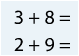 3 + 8 =
2 + 9 =